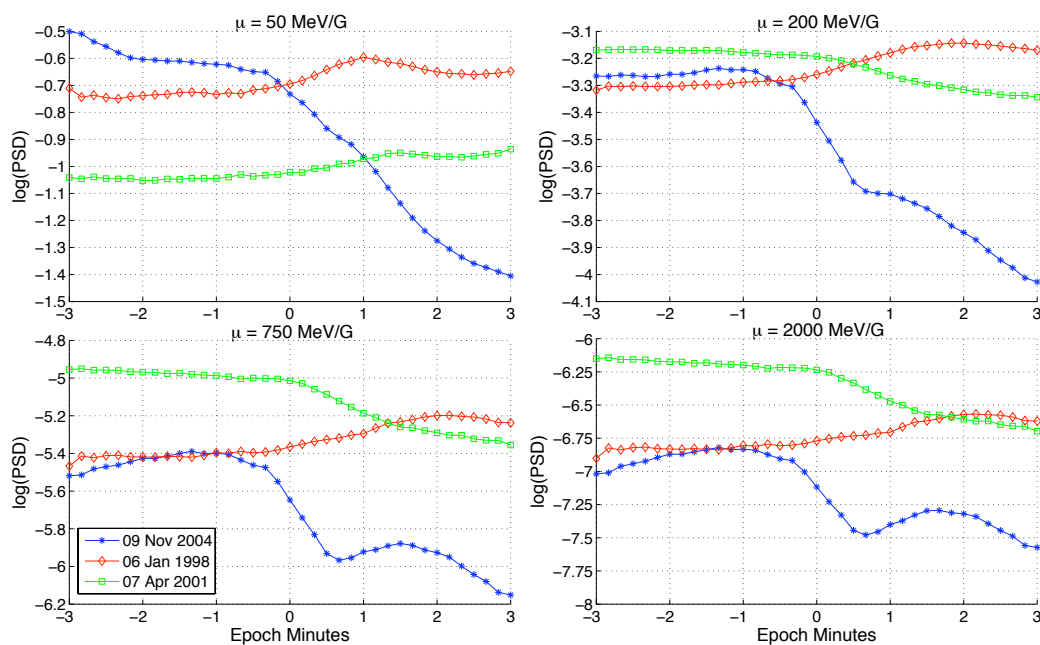 μ = 50 MeV/G
−0.5
−0.6
−0.7
−0.8
−0.9
−1
−1.1
−1.2
−1.3
−1.4
−1.5
log(PSD)
−3 −2 −1 0 1 2 3
μ = 200 MeV/G
−3.1
−3.2
−3.3
−3.4
−3.5
−3.6
−3.7
−3.8
−3.9
−4
−4.1
log(PSD)
−3 −2 −1 0 1 2 3
μ = 750 MeV/G
−4.8
−5
−5.2
−5.4
−5.6
−5.8
−6
−6.2
log(PSD)
09 Nov 2004
06 Jan 1998
07 Apr 2001
−3 −2 −1 0 1 2 3
Epoch Minutes
μ = 2000 MeV/G
−6
−6.25
−6.5
−6.75
−7
−7.25
−7.5
−7.75
−8
log(PSD)
−3 −2 −1 0 1 2 3
Epoch Minutes